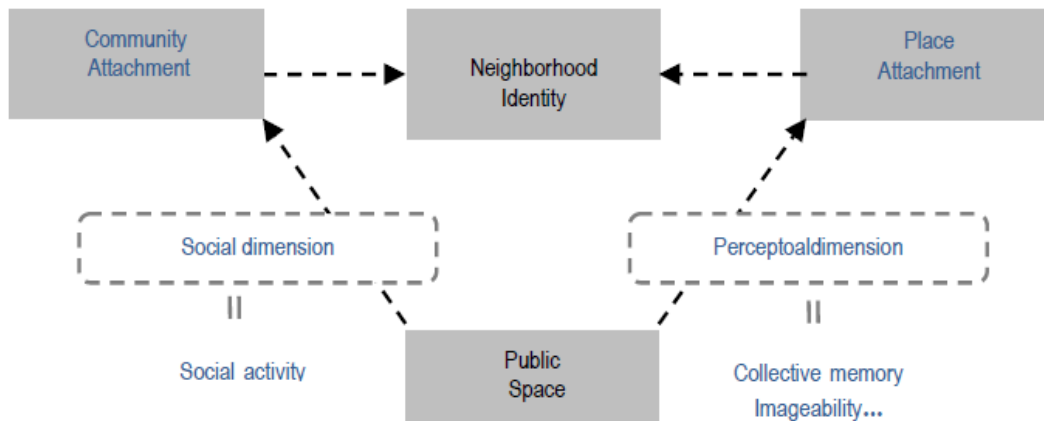 Community
Attachment
Neighborhood
Identity
Place
Attachment
Social dimension
Perceptoaldimension
Social activity
Public
Space
Collective memory
Imageability...